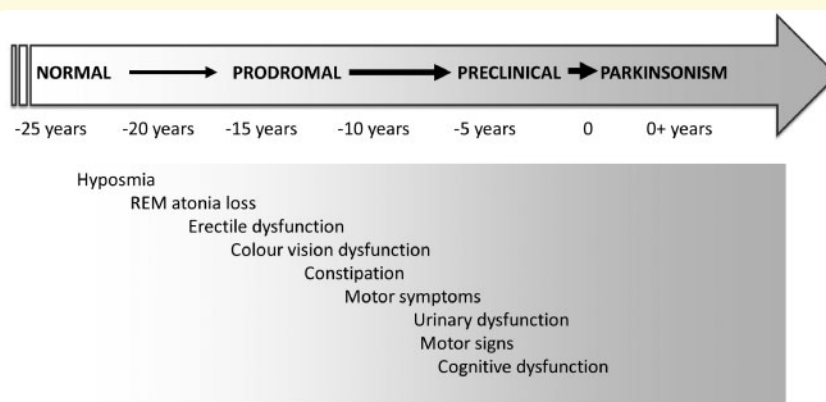 NORMAL PRODROMAL PRECLINICAL PARKINSONISM
-25 years -20 years -15 years -10 years -5 years 0 0+ years
Hyposmia
REM atonia loss
Erectile dysfunction
Colour vision dysfunction
Constipation
Motor symptoms
Urinary dysfunction
Motor signs
Cognitive dysfunction